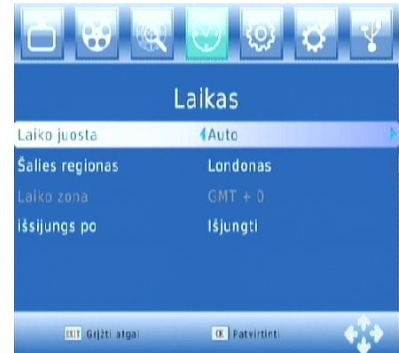 Laikas
Laiko juosta Auto
Šalies regionas Londonas
Laiko zona GMT + 0
išsijungs po Išjungti
EXIT Grįžti atgal OK Patvirtinti